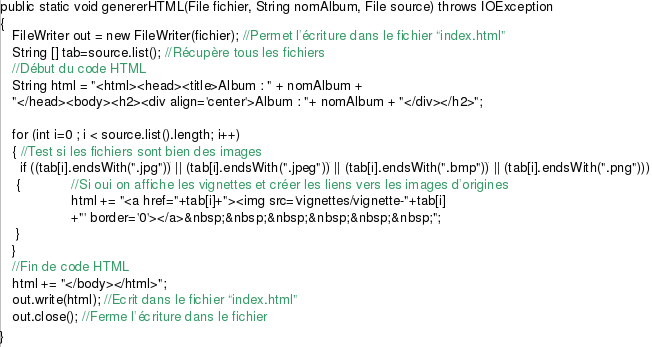 public static void genererHTML(File fichier, String nomAlbum, File source) throws IOException
{
FileWriter out = new FileWriter(fichier); //Permet l'écriture dans le fichier “index.html”
String [] tab=source.list(); //Récupère tous les fichiers
//Début du code HTML
String html = "<html><head><title>Album : " + nomAlbum +
"</head><body><h2><div align='center'>Album : "+ nomAlbum + "</div></h2>";
for (int i=0 ; i < source.list().length; i++)
{ //Test si les fichiers sont bien des images
if ((tab[i].endsWith(".jpg")) || (tab[i].endsWith(".jpeg")) || (tab[i].endsWith(".bmp")) || (tab[i].endsWith(".png")))
{ //Si oui on affiche les vignettes et créer les liens vers les images d'origines
html += "<a href="+tab[i]+"><img src='vignettes/vignette-"+tab[i]
+"' border='0'></a>&nbsp;&nbsp;&nbsp;&nbsp;&nbsp;&nbsp;";
}
}
//Fin de code HTML
html += "</body></html>";
out.write(html); //Ecrit dans le fichier “index.html”
out.close(); //Ferme l'écriture dans le fichier
}